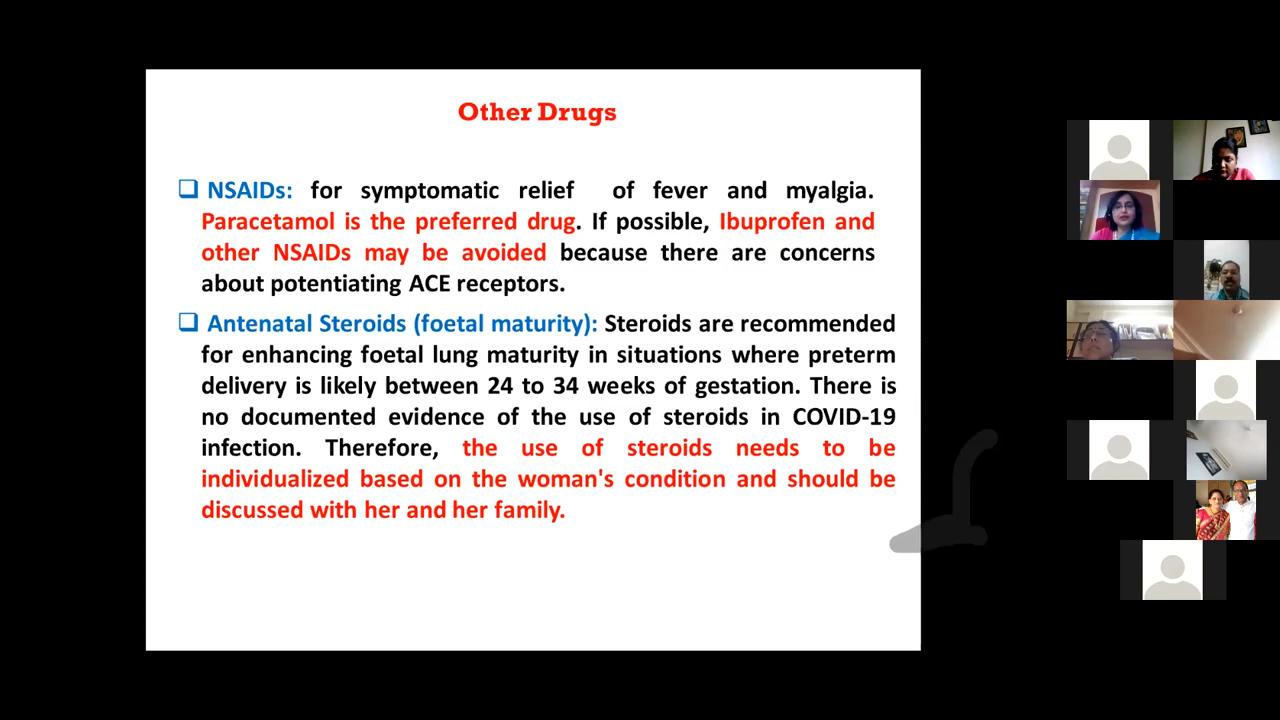 Other Drugs
NSAIDs: for symptomatic relief of fever and myalgia.
Paracetamol is the preferred drug. If possible, Ibuprofen and
other NSAIDs may be avoided because there are concerns
about potentiating ACE receptors.
Antenatal Steroids (foetal maturity): Steroids are recommended
for enhancing foetal lung maturity in situations where preterm
delivery is likely between 24 to 34 weeks of gestation. There is
no documented evidence of the use of steroids in COVID-19
infection. Therefore, the use of steroids needs to be
individualized based on the woman's condition and should be
discussed with her and her family.